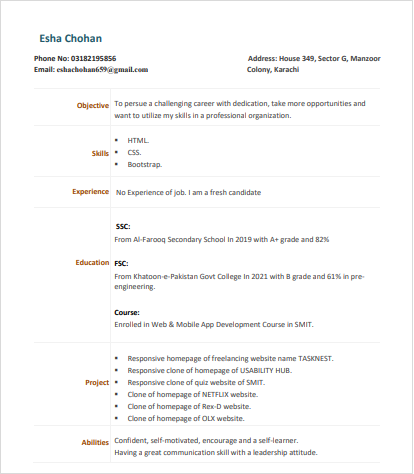 Esha Chohan
Phone No: 03182195856
Email: eshachohan659@gmail.com
Address: House 349, Sector G, Manzoor
Colony, Karachi
Objective
To persue a challenging career with dedication, take more opportunities and
want to utilize my skills in a professional organization.
Skills
▪ HTML.
▪ CSS.
▪ Bootstrap.
Experience
No Experience of job. I am a fresh candidate
Education
SSC:
From Al-Farooq Secondary School In 2019 with A+ grade and 82%
FSC:
From Khatoon-e-Pakistan Govt College In 2021 with B grade and 61% in pre-
engineering.
Course:
Enrolled in Web & Mobile App Development Course in SMIT.
Project
▪ Responsive homepage of freelancing website name TASKNEST.
▪ Responsive clone of homepage of USABILITY HUB.
▪ Responsive clone of quiz website of SMIT.
▪ Clone of homepage of NETFLIX website.
▪ Clone of homepage of Rex-D website.
▪ Clone of homepage of OLX website.
Abilities
Confident, self-motivated, encourage and a self-learner.
Having a great communication skill with a leadership attitude.